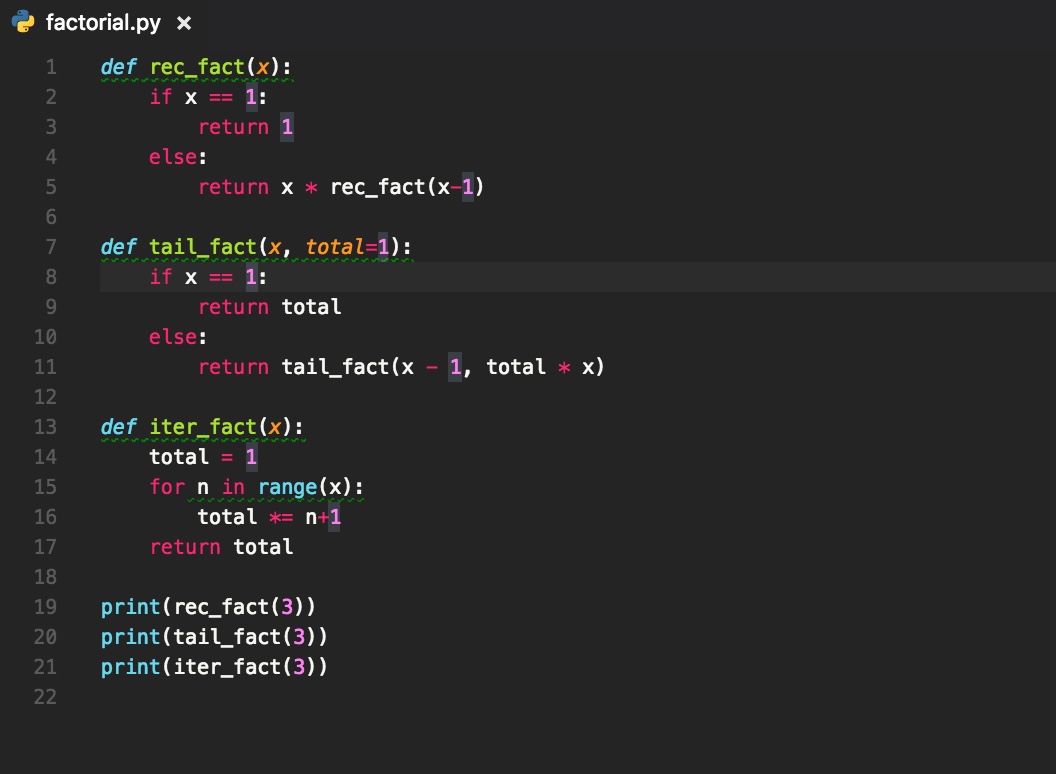 factorial.py ×
1 def rec_fact(x):
2     if x == 1:
3         return 1
4     else:
5         return x * rec_fact(x-1)
6
7 def tail_fact(x, total=1):
8     if x == 1:
9         return total
10     else:
11         return tail_fact(x - 1, total * x)
12
13 def iter_fact(x):
14     total = 1
15     for n in range(x):
16         total *= n+1
17     return total
18
19 print(rec_fact(3))
20 print(tail_fact(3))
21 print(iter_fact(3))
22